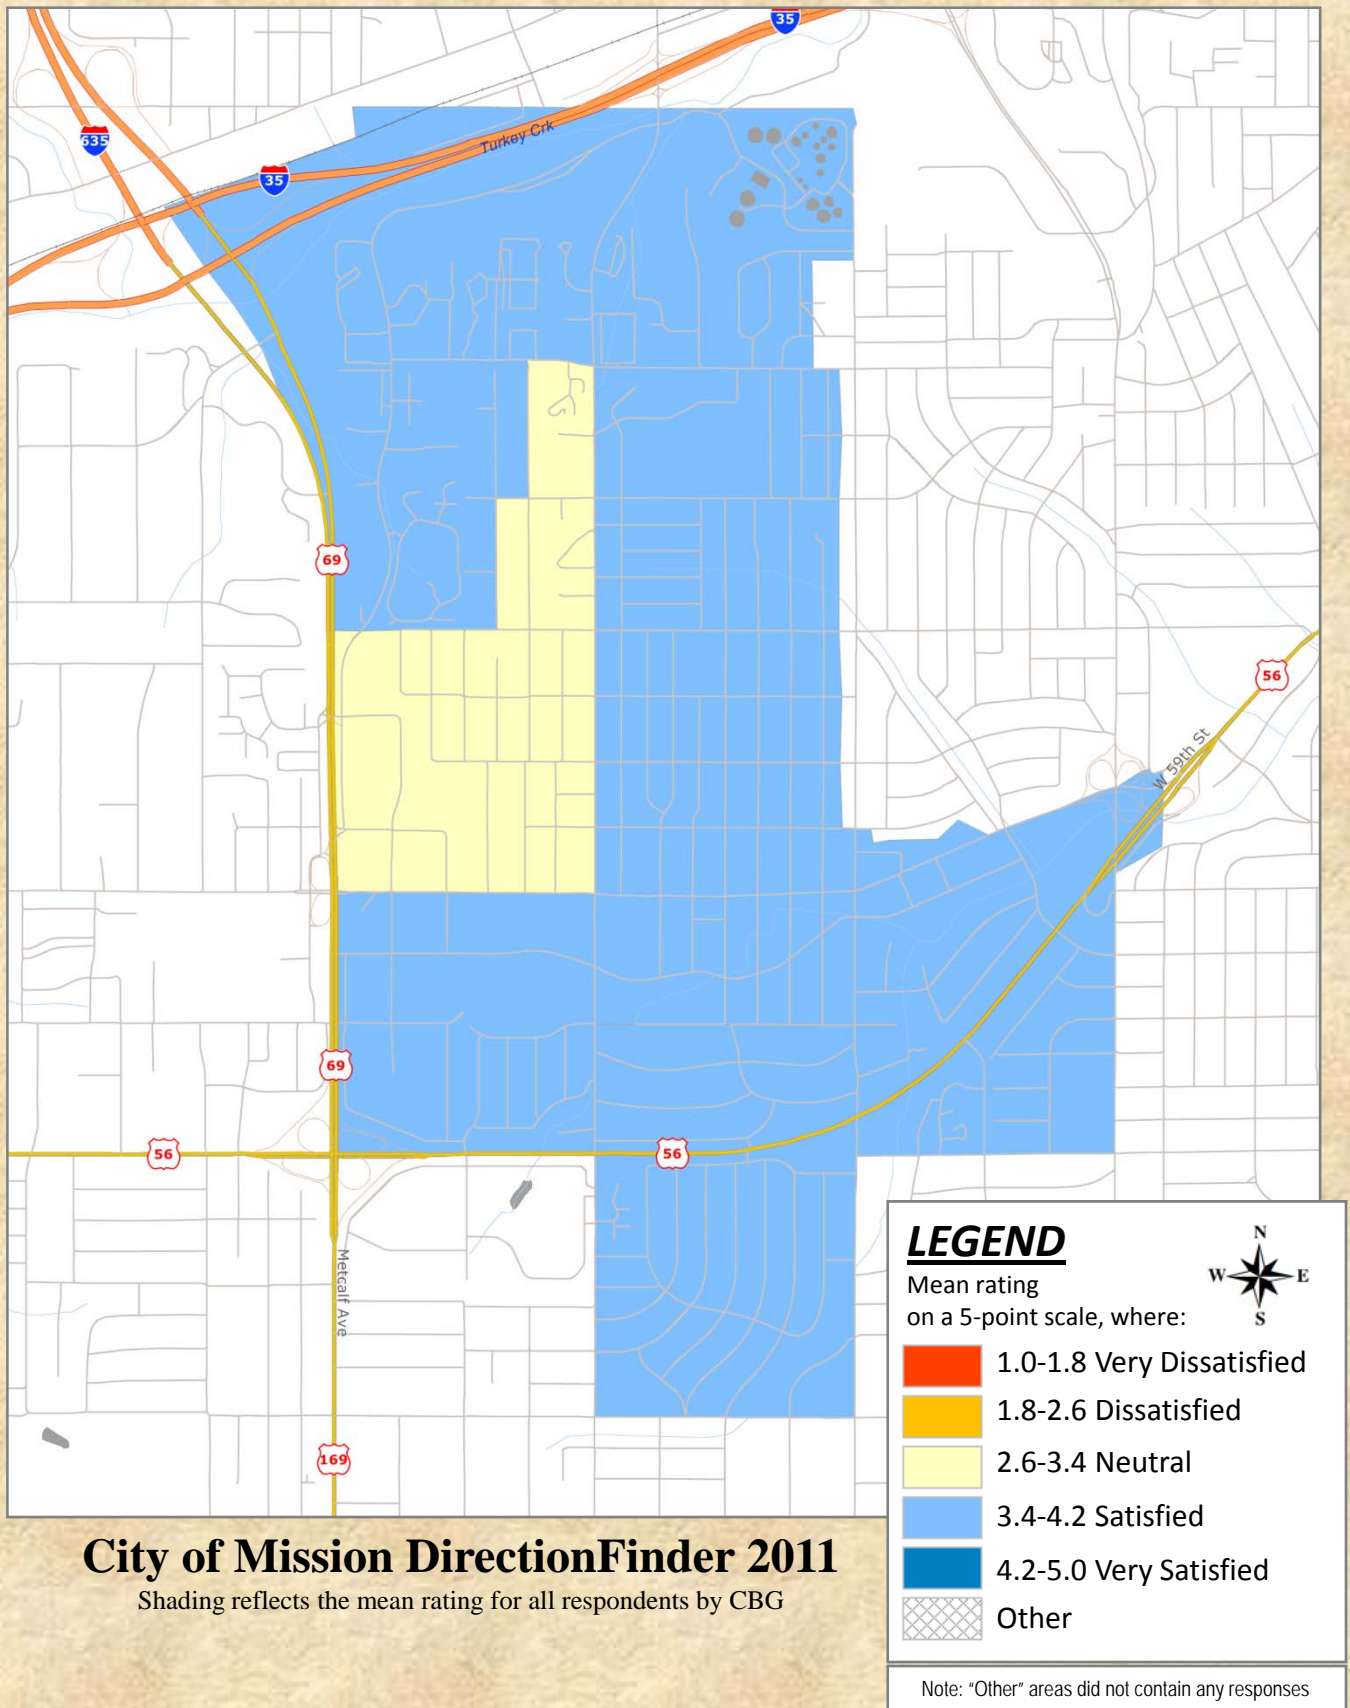 35
635
35
Turkey Crk
69
56
W 59th St
69
56
56
Metcalf Ave
169
LEGEND
N
W E
S
Mean rating
on a 5-point scale, where:
1.0-1.8 Very Dissatisfied
1.8-2.6 Dissatisfied
2.6-3.4 Neutral
3.4-4.2 Satisfied
4.2-5.0 Very Satisfied
Other
Note: "Other" areas did not contain any responses
City of Mission DirectionFinder 2011
Shading reflects the mean rating for all respondents by CBG